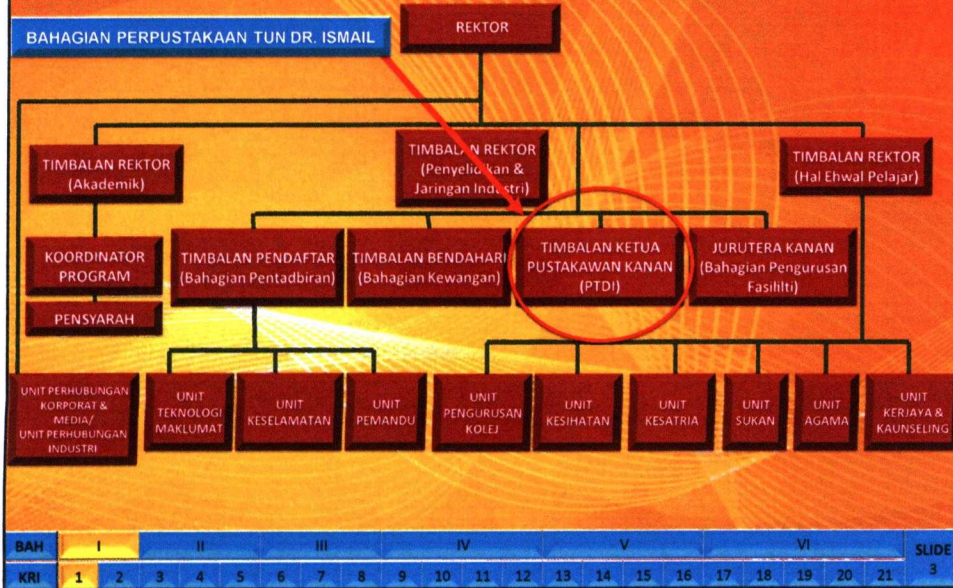 BAHAGIAN PERPUSTAKAAN TUN DR. ISMAIL
REKTOR
TIMBALAN REKTOR
(Akademik)
TIMBALAN REKTOR
(Penyelidikan &
Jaringan Industri)
TIMBALAN REKTOR
(Hal Ehwal Pelajar)
KOORDINATOR
PROGRAM
PENSYARAH
TIMBALAN PENDAFTAR
(Bahagian Pentadbiran)
TIMBALAN BENDAHARI
(Bahagian Kewangan)
TIMBALAN KETUA
PUSTAKAWAN KANAN
(PTDI)
JURUTERA KANAN
(Bahagian Pengurusan
Fasihlti)
UNIT PERHUBUNGAN
KORPORAT &
MEDIA/
UNIT PERHUBUNGAN
INDUSTRI
UNIT
TEKNOLOGI
MAKLUMAT
UNIT
KESELAMATAN
UNIT
PEMANDU
UNIT
PENGURUSAN
KOLEJ
UNIT
KESIHATAN
UNIT
KESATRIA
UNIT
SUKAN
UNIT
AGAMA
UNIT
KERJAYA &
KAUNSELING
BAH I II III IV V VI SLIDE
KRI 1 2 3 4 5 6 7 8 9 10 11 12 13 14 15 16 17 18 19 20 21 3